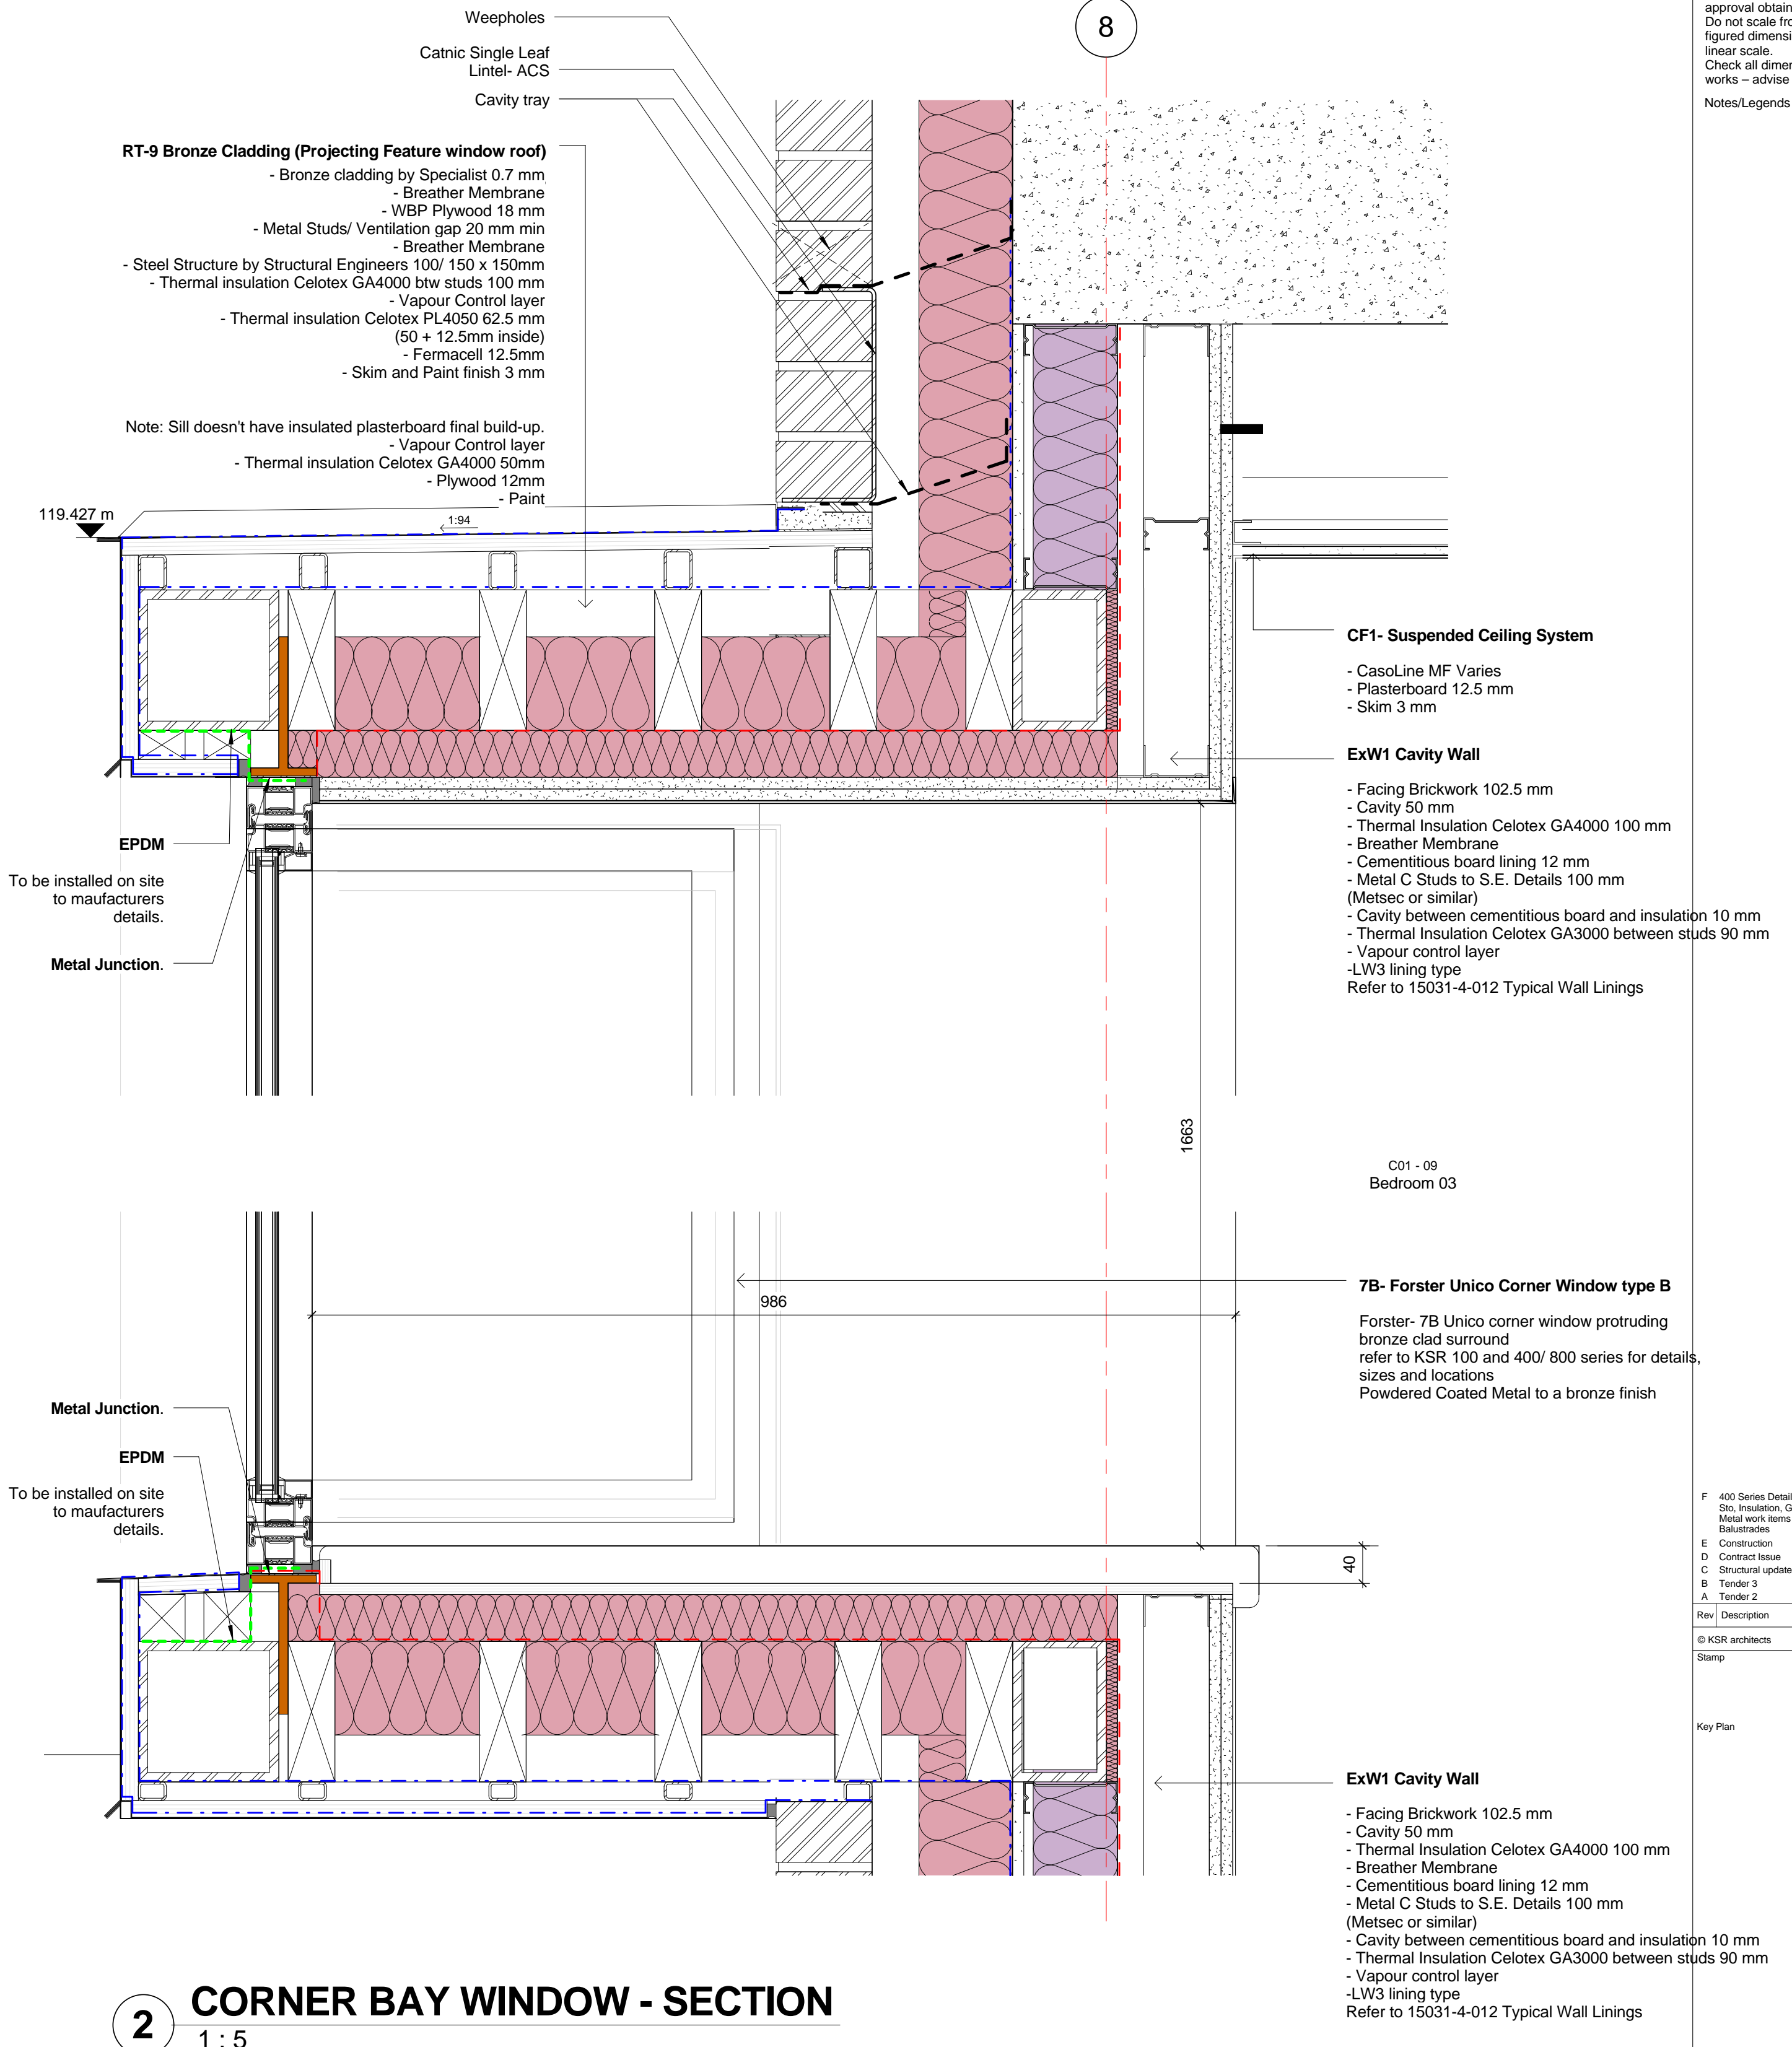 Weepholes
Catnic Single Leaf
Lintel- ACS
Cavity tray
8
RT-9 Bronze Cladding (Projecting Feature window roof)
- Bronze cladding by Specialist 0.7 mm
- Breather Membrane
- WBP Plywood 18 mm
- Metal Studs/ Ventilation gap 20 mm min
- Breather Membrane
- Steel Structure by Structural Engineers 100/ 150 x 150mm
- Thermal insulation Celotex GA4000 btw studs 100 mm
- Vapour Control layer
- Thermal insulation Celotex PL4050 62.5 mm
(50 + 12.5mm inside)
- Fermacell 12.5mm
- Skim and Paint finish 3 mm
Note: Sill doesn't have insulated plasterboard final build-up.
- Vapour Control layer
- Thermal insulation Celotex GA4000 50mm
- Plywood 12mm
- Paint
119.427 m
1:94
EPDM
To be installed on site
to maufacturers
details.
Metal Junction.
CF1- Suspended Ceiling System
- CasoLine MF Varies
- Plasterboard 12.5 mm
- Skim 3 mm
ExW1 Cavity Wall
- Facing Brickwork 102.5 mm
- Cavity 50 mm
- Thermal Insulation Celotex GA4000 100 mm
- Breather Membrane
- Cementitious board lining 12 mm
- Metal C Studs to S.E. Details 100 mm
(Metsec or similar)
- Cavity between cementitious board and insulation 10 mm
- Thermal Insulation Celotex GA3000 between studs 90 mm
- Vapour control layer
-LW3 lining type
Refer to 15031-4-012 Typical Wall Linings
1663
C01 - 09
Bedroom 03
986
7B- Forster Unico Corner Window type B
Forster- 7B Unico corner window protruding
bronze clad surround
refer to KSR 100 and 400/ 800 series for details,
sizes and locations
Powdered Coated Metal to a bronze finish
Metal Junction.
EPDM
To be installed on site
to maufacturers
details.
40
ExW1 Cavity Wall
- Facing Brickwork 102.5 mm
- Cavity 50 mm
- Thermal Insulation Celotex GA4000 100 mm
- Breather Membrane
- Cementitious board lining 12 mm
- Metal C Studs to S.E. Details 100 mm
(Metsec or similar)
- Cavity between cementitious board and insulation 10 mm
- Thermal Insulation Celotex GA3000 between studs 90 mm
- Vapour control layer
-LW3 lining type
Refer to 15031-4-012 Typical Wall Linings
2
CORNER BAY WINDOW - SECTION
1 : 5
approval obtain
Do not scale fro
figured dimensi
linear scale.
Check all dimen
works – advise
Notes/Legends
F 400 Series Detail
Sto, Insulation, G
Metal work items
Balustrades
E Construction
D Contract Issue
C Structural update
B Tender 3
A Tender 2
Rev Description
© KSR architects
Stamp
Key Plan